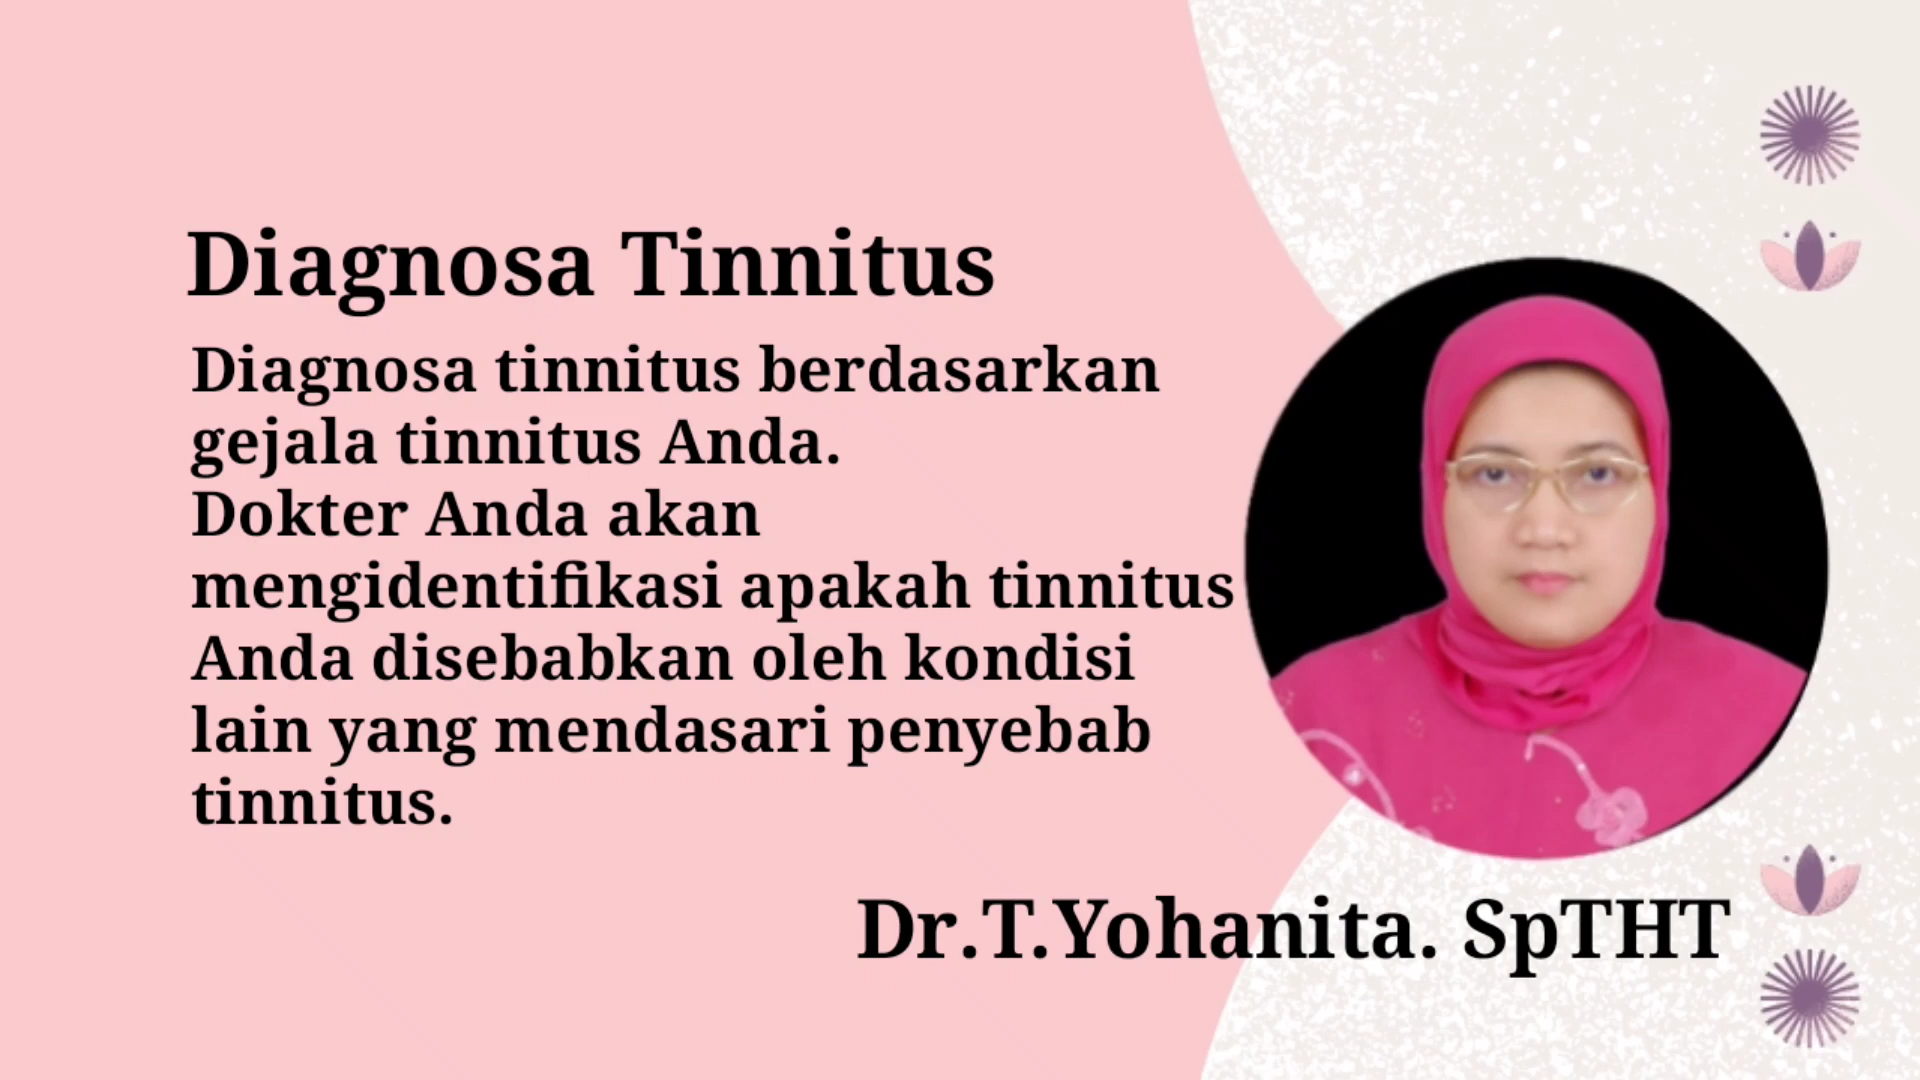 Diagnosa Tinnitus
Diagnosa tinnitus berdasarkan
gejala tinnitus Anda.
Dokter Anda akan
mengidentifikasi apakah tinnitus
Anda disebabkan oleh kondisi
lain yang mendasari penyebab
tinnitus.
Dr.T.Yohanita. SpTHT